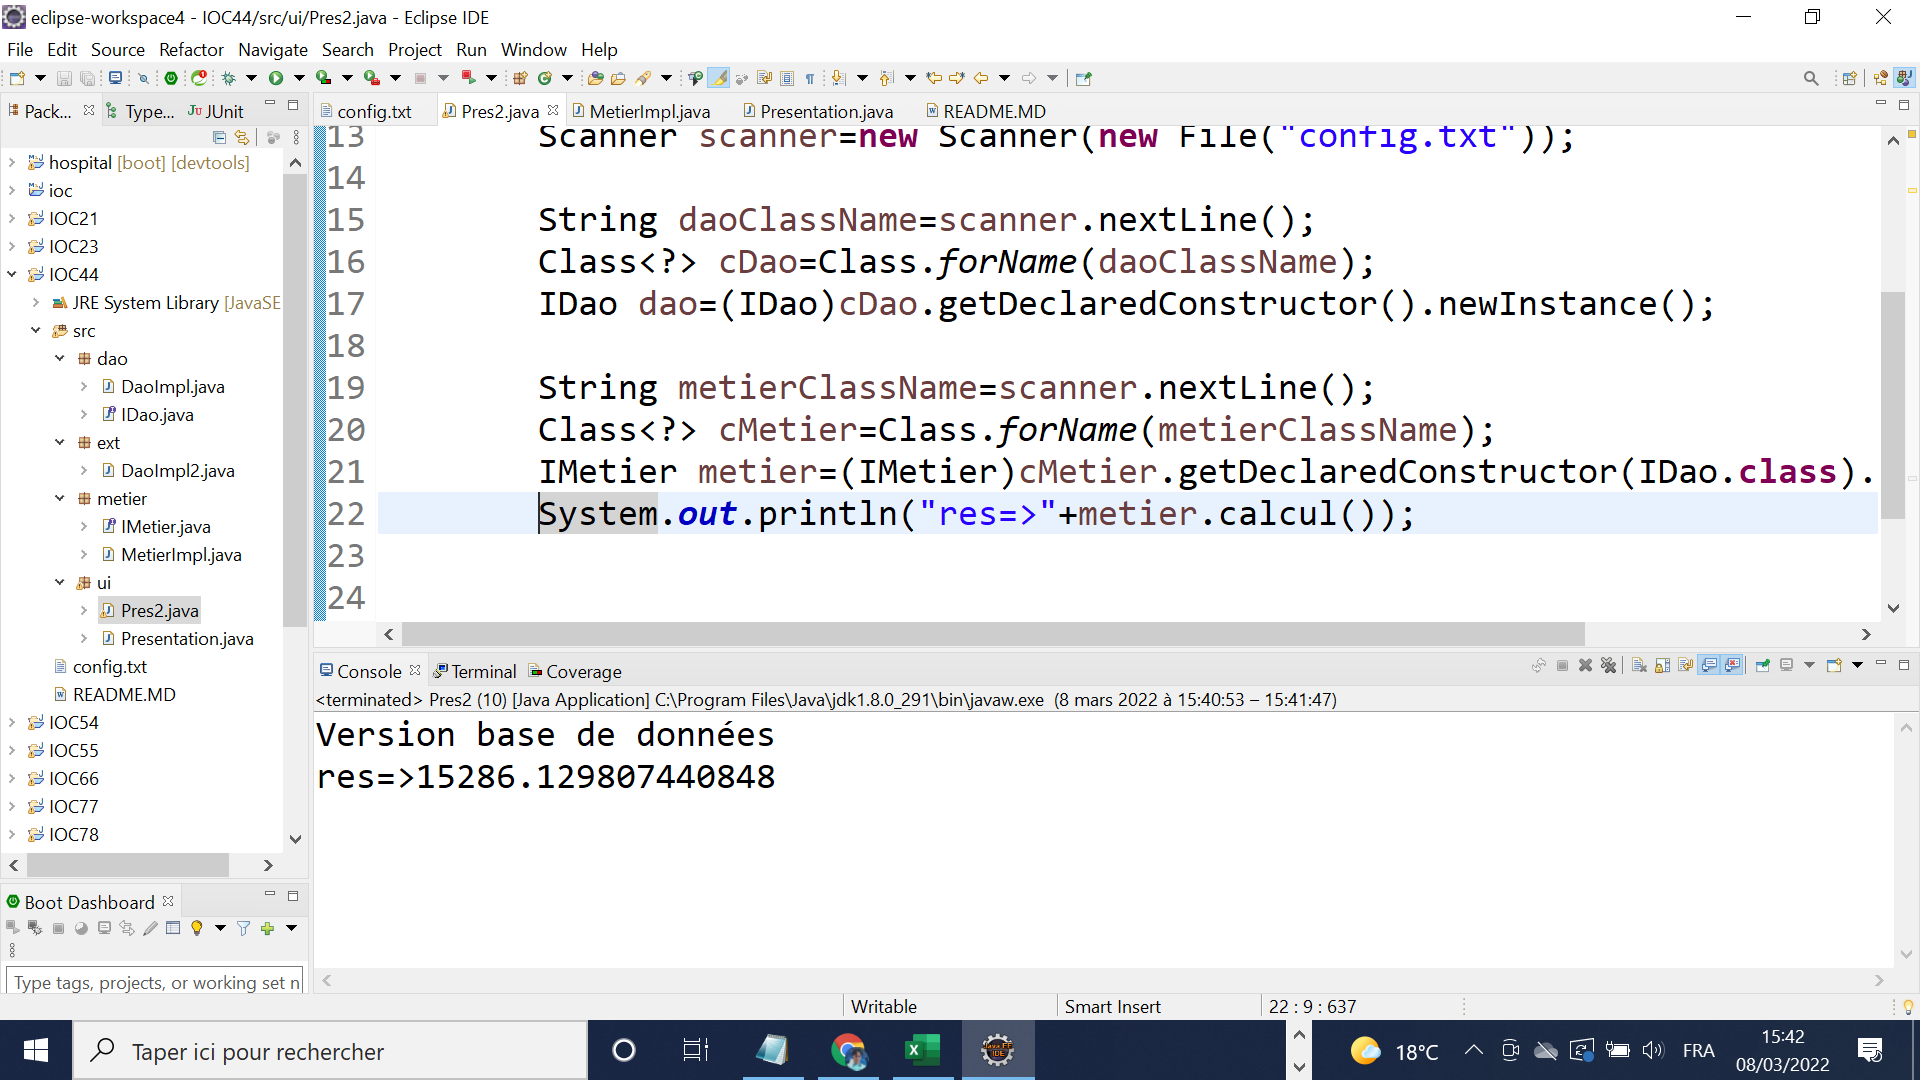 eclipse-workspace4 - IOC44/src/ui/Pres2.java - Eclipse IDE
File Edit Source Refactor Navigate Search Project Run Window Help
Pack... Type... JUnit
config.txt Pres2.java MetierImpl.java Presentation.java README.MD
hospital [boot] [devtools]
ioc
IOC21
IOC23
IOC44
JRE System Library [JavaSE
src
dao
DaoImpl.java
IDao.java
ext
DaoImpl2.java
metier
IMetier.java
MetierImpl.java
ui
Pres2.java
Presentation.java
config.txt
README.MD
IOC54
IOC55
IOC66
IOC77
IOC78
13 Scanner scanner=new Scanner(new File("config.txt"));
14
15 String daoClassName=scanner.nextLine();
16 Class<?> cDao=Class.forName(daoClassName);
17 IDao dao=(IDao)cDao.getDeclaredConstructor().newInstance();
18
19 String metierClassName=scanner.nextLine();
20 Class<?> cMetier=Class.forName(metierClassName);
21 IMetier metier=(IMetier)cMetier.getDeclaredConstructor(IDao.class).
22 System.out.println("res=>"+metier.calcul());
23
24
Console Terminal Coverage
<terminated> Pres2 (10) [Java Application] C:\Program Files\Java\jdk1.8.0_291\bin\javaw.exe (8 mars 2022 à 15:40:53 – 15:41:47)
Version base de données
res=>15286.129807440848
Boot Dashboard
Type tags, projects, or working set n
Writable Smart Insert 22 : 9 : 637
Taper ici pour rechercher
18°C FRA 15:42
08/03/2022